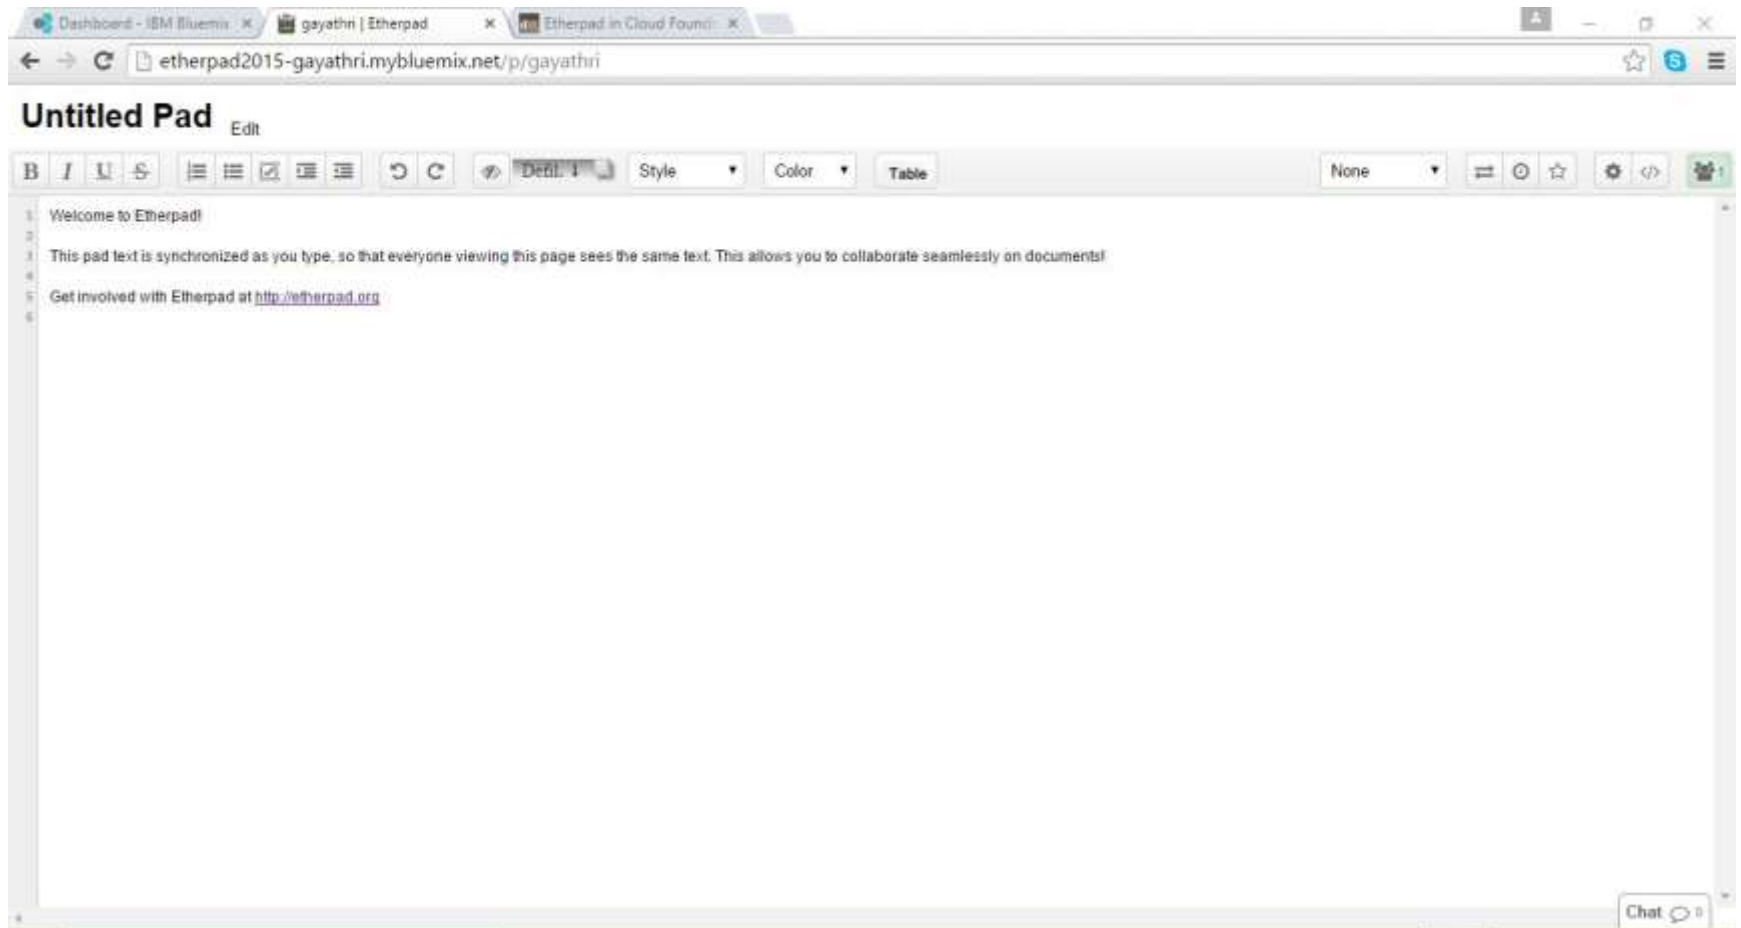 Dashboard - IBM Bluemix
gayathri | Etherpad
Etherpad in Cloud Found
etherpad2015-gayathri.mybluemix.net/p/gayathri
Untitled Pad Edit
B I U S Style Color Table None 1
1 Welcome to Etherpad!
2
3 This pad text is synchronized as you type, so that everyone viewing this page sees the same text. This allows you to collaborate seamlessly on documents!
4
5 Get involved with Etherpad at http://etherpad.org
6
Chat 0